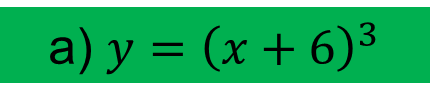 a) y = (x + 6)³